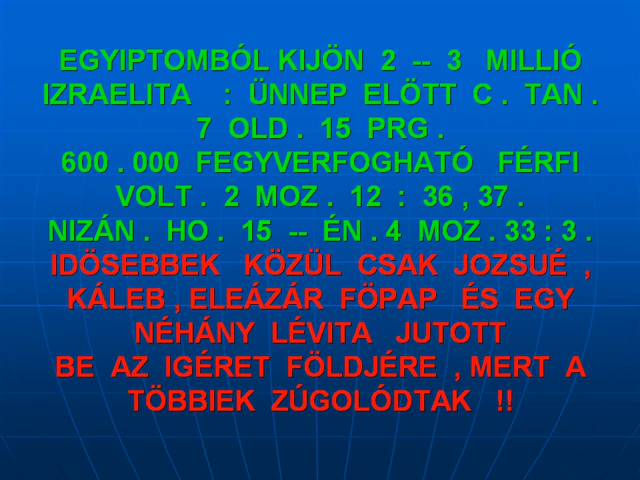 EGYIPTOMBÓL KIJÖN 2 -- 3 MILLIÓ
IZRAELITA : ÜNNEP ELÖTT C . TAN .
7 OLD . 15 PRG .
600 . 000 FEGYVERFOGHATÓ FÉRFI
VOLT . 2 MOZ . 12 : 36 , 37 .
NIZÁN . HO . 15 -- ÉN . 4 MOZ . 33 : 3 .
IDÖSEBBEK KÖZÜL CSAK JOZSUÉ ,
KÁLEB , ELEÁZÁR FÖPAP ÉS EGY
NÉHÁNY LÉVITA JUTOTT
BE AZ IGÉRET FÖLDJÉRE , MERT A
TÖBBIEK ZÚGOLÓDTAK !!